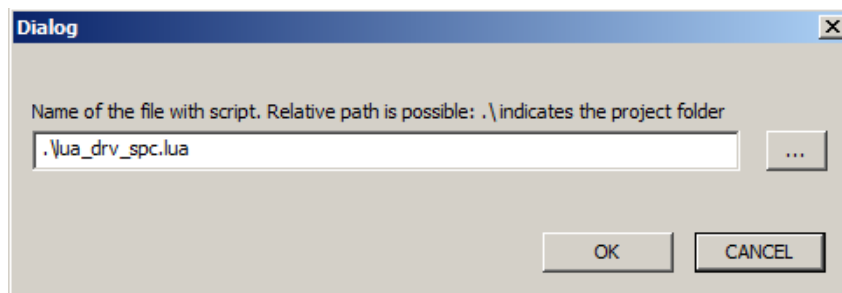 Dialog
Name of the file with script. Relative path is possible: .\ indicates the project folder
.\lua_drv_spc.lua
...
OK
CANCEL